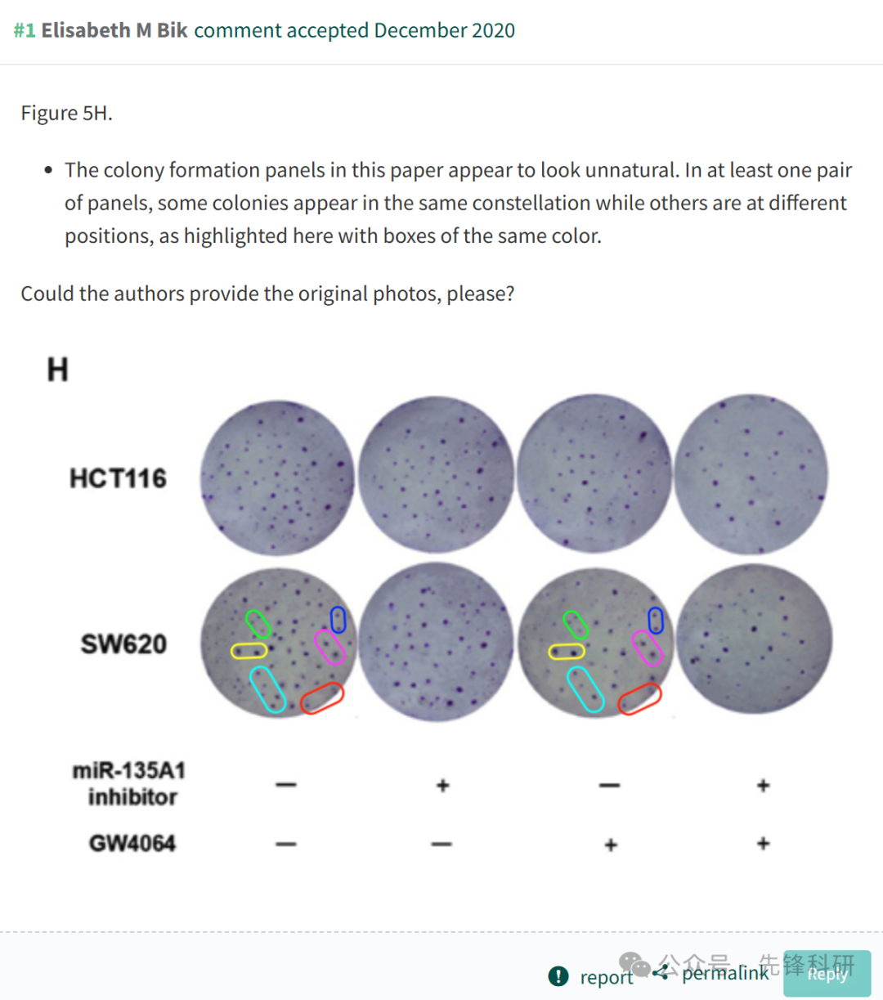 #1 Elisabeth M Bik comment accepted December 2020
Figure 5H.
• The colony formation panels in this paper appear to look unnatural. In at least one pair
of panels, some colonies appear in the same constellation while others are at different
positions, as highlighted here with boxes of the same color.
Could the authors provide the original photos, please?
H
HCT116
SW620
miR-135A1
inhibitor
— + — +
GW4064
— — + +
report permalink Reply
公众号 · 先锋科研